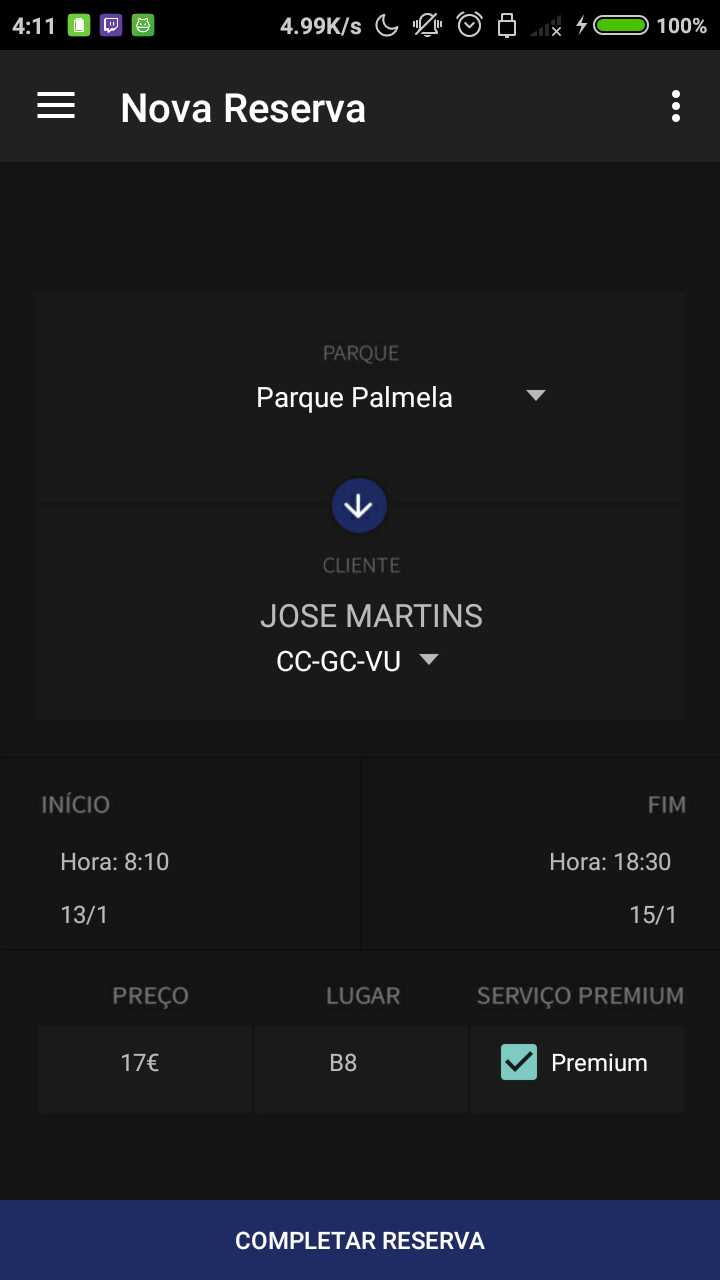 4:11 4.99K/s 100%
Nova Reserva
PARQUE
Parque Palmela
CLIENTE
JOSE MARTINS
CC-GC-VU
INÍCIO FIM
Hora: 8:10 Hora: 18:30
13/1 15/1
PREÇO LUGAR SERVIÇO PREMIUM
17€ B8 Premium
COMPLETAR RESERVA